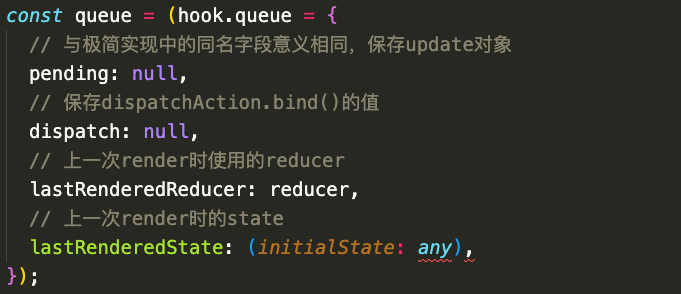 const queue = (hook.queue = {
// 与极简实现中的同名字段意义相同，保存update对象
pending: null,
// 保存dispatchAction.bind()的值
dispatch: null,
// 上一次render时使用的reducer
lastRenderedReducer: reducer,
// 上一次render时的state
lastRenderedState: (initialState: any),
});